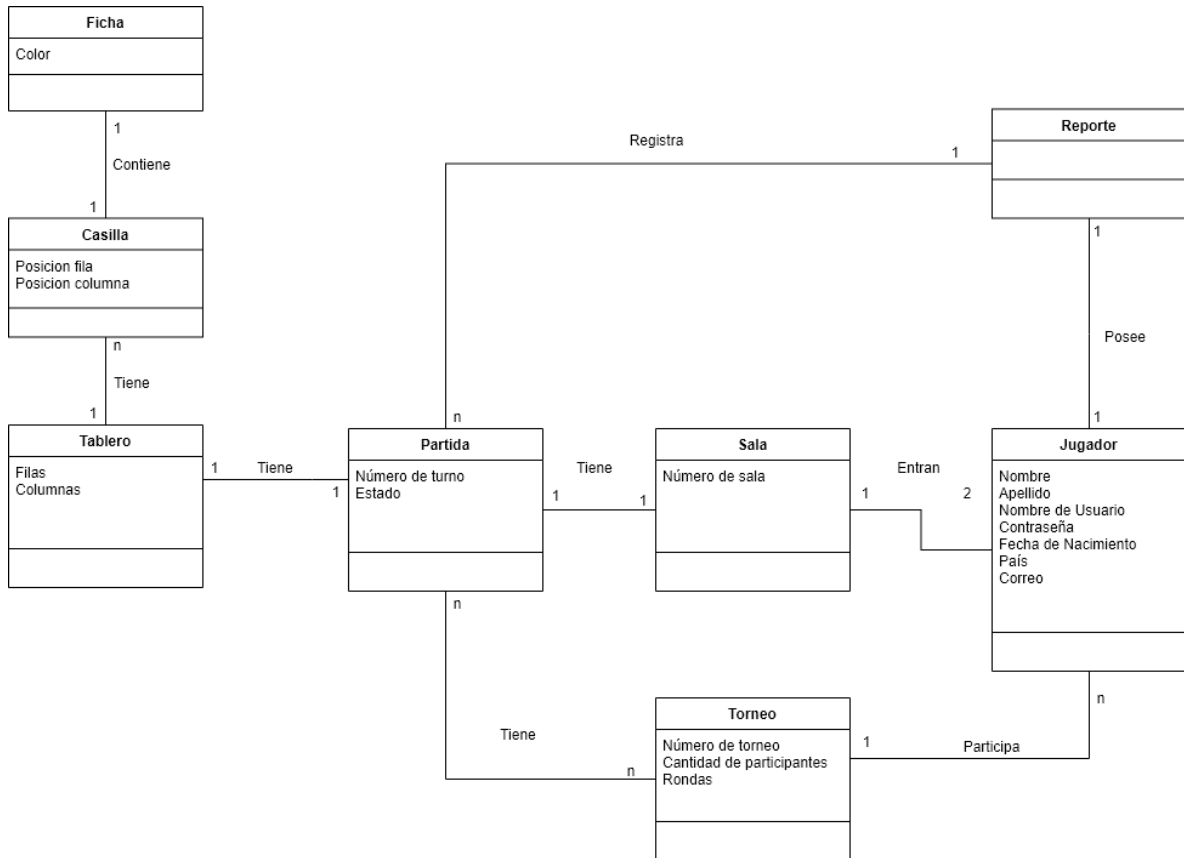 Ficha
Color
1
Contiene
1
Casilla
Posicion fila
Posicion columna
n
Tiene
1
Tablero
Filas
Columnas
1
Tiene
1
Registra
1
n
Reporte
1
Posee
1
Partida
Número de turno
Estado
1
Tiene
1
Sala
Número de sala
1
Entran
2
Jugador
Nombre
Apellido
Nombre de Usuario
Contraseña
Fecha de Nacimiento
País
Correo
n
Tiene
n
Torneo
Número de torneo
Cantidad de participantes
Rondas
1
Participa
n